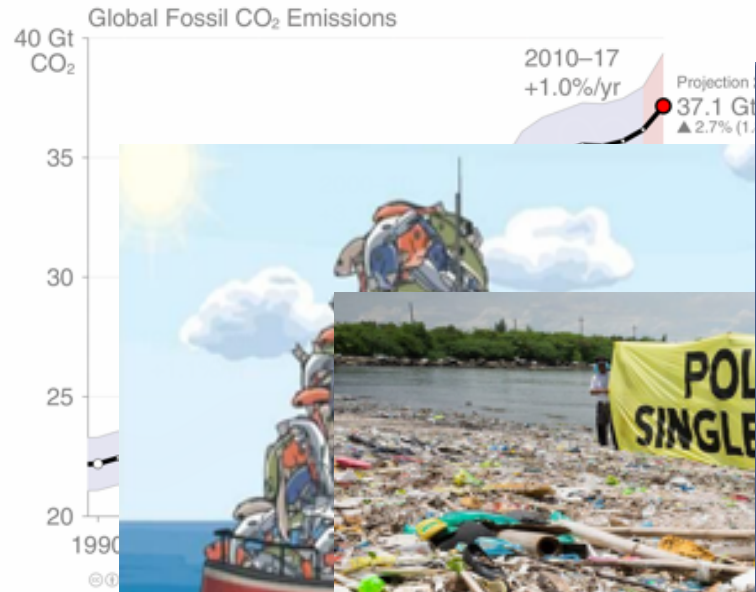 Global Fossil CO₂ Emissions
40 Gt
CO₂
2010–17
+1.0%/yr
Projection
37.1 Gt
▲ 2.7% (1.
35
30
25
20
1990
POL
SINGLE